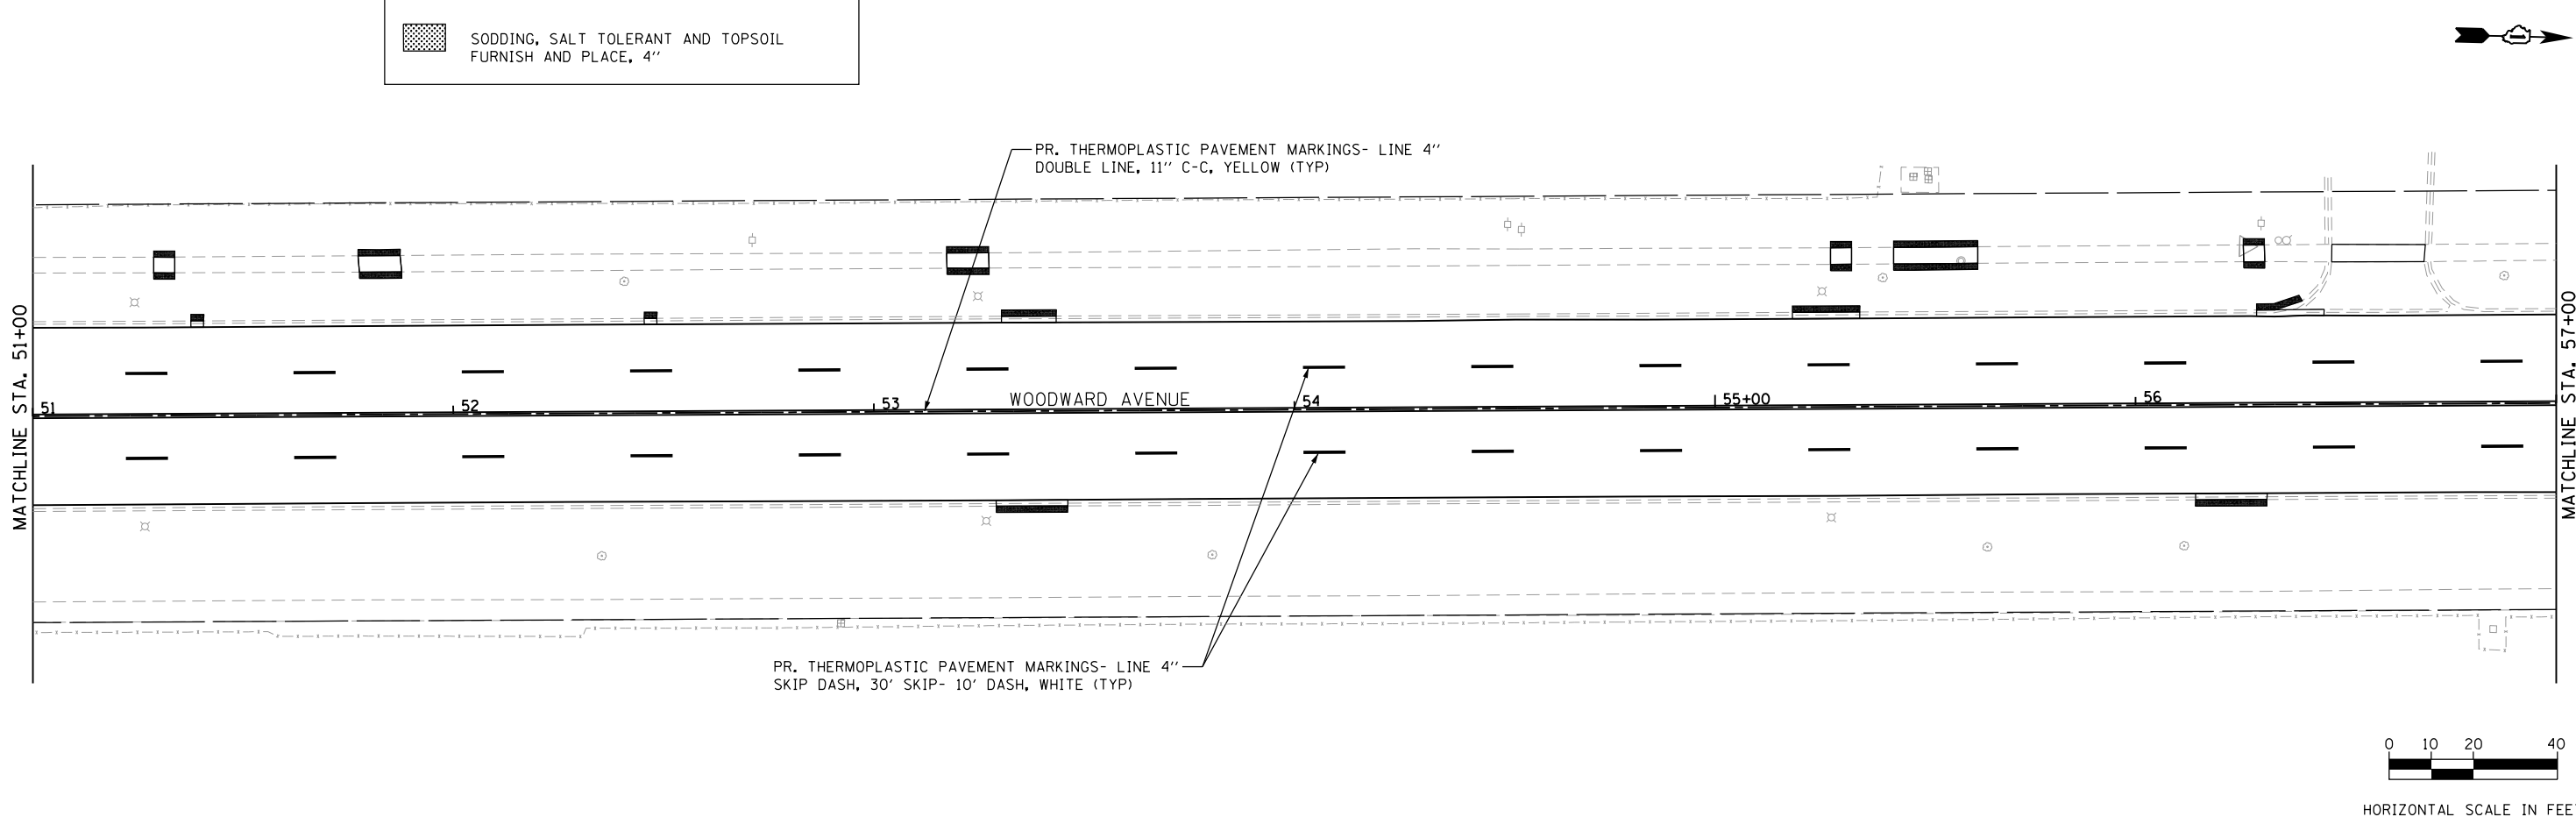 SODDING, SALT TOLERANT AND TOPSOIL
FURNISH AND PLACE, 4''
PR. THERMOPLASTIC PAVEMENT MARKINGS- LINE 4''
DOUBLE LINE, 11'' C-C, YELLOW (TYP)
MATCHLINE STA. 51+00
51
52
53
WOODWARD AVENUE
54
55+00
56
MATCHLINE STA. 57+00
PR. THERMOPLASTIC PAVEMENT MARKINGS- LINE 4''
SKIP DASH, 30' SKIP- 10' DASH, WHITE (TYP)
0 10 20 40
HORIZONTAL SCALE IN FEE